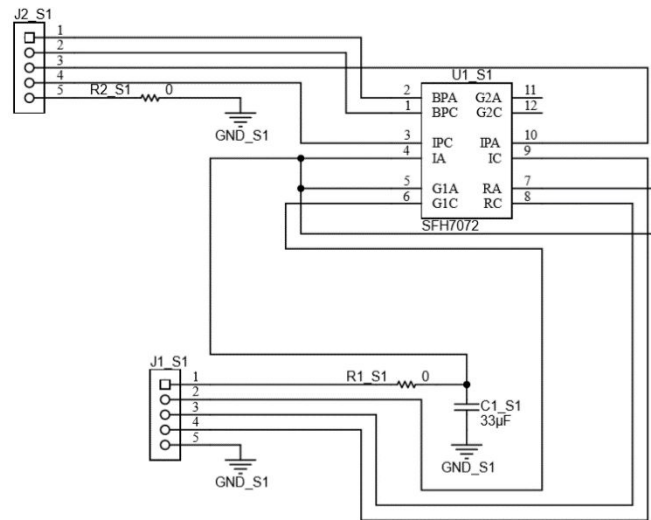 J2_S1
1
2
3
4
5
R2_S1 0
GND_S1
U1_S1
2 BPA G2A 11
1 BPC G2C 12
3 IPC IPA 10
4 IA IC 9
5 G1A RA 7
6 G1C RC 8
SFH7072
J1_S1
1
2
3
4
5
R1_S1 0
C1_S1
33µF
GND_S1
GND_S1